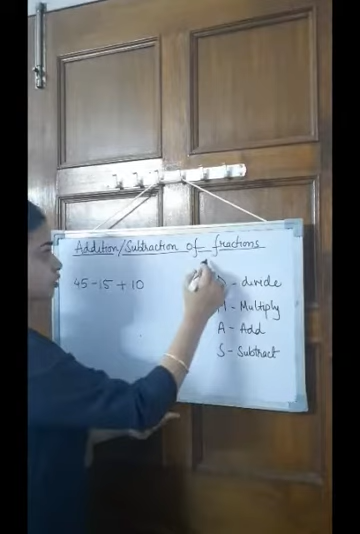 Addition/Subtraction of fractions
45 - 15 + 10
- divide
M - Multiply
A - Add
S - Subtract